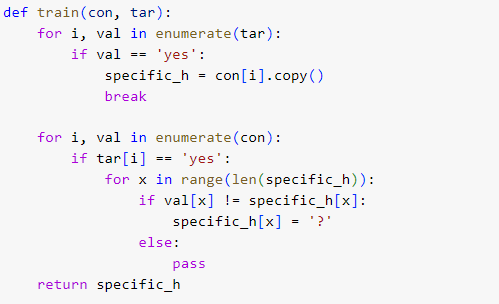 def train(con, tar):
    for i, val in enumerate(tar):
        if val == 'yes':
            specific_h = con[i].copy()
            break

    for i, val in enumerate(con):
        if tar[i] == 'yes':
            for x in range(len(specific_h)):
                if val[x] != specific_h[x]:
                    specific_h[x] = '?'
                else:
                    pass
    return specific_h